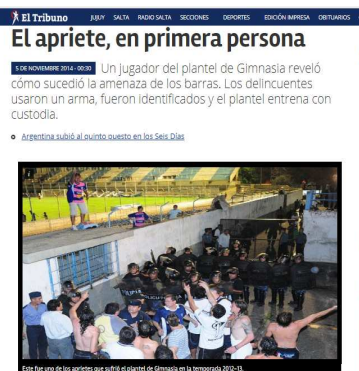 El Tribuno JUJUY SALTA RADIO SALTA SECCIONES DEPORTES EDICIÓN IMPRESA OBITUARIOS
El apriete, en primera persona
5 DE NOVIEMBRE 2014 - 00:30 Un jugador del plantel de Gimnasia reveló
cómo sucedió la amenaza de los barras. Los delincuentes
usaron un arma, fueron identificados y el plantel entrena con
custodia.
Argentina subió al quinto puesto en los Seis Días
Este fue uno de los aprietes que sufrió el plantel de Gimnasia en la temporada 2012-13.